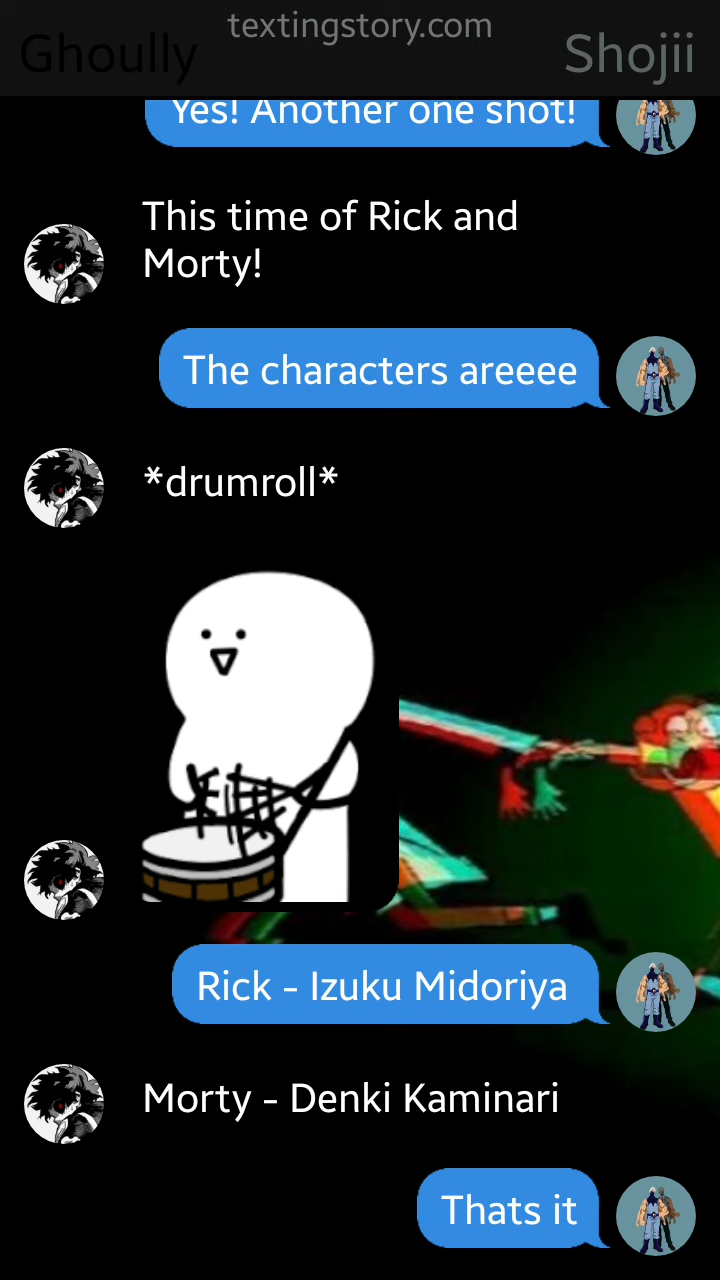 textingstory.com
Ghoully
Shojii
Yes! Another one shot!
This time of Rick and
Morty!
The characters areeee
*drumroll*
Rick - Izuku Midoriya
Morty - Denki Kaminari
Thats it